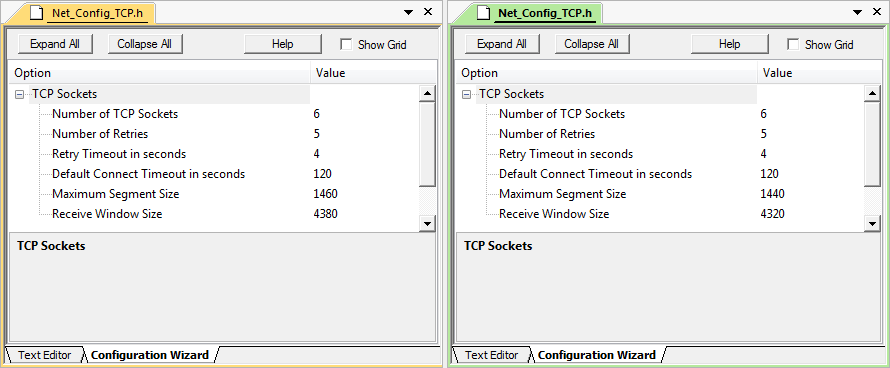 Net_Config_TCP.h
Expand All Collapse All Help Show Grid
Option Value
TCP Sockets
Number of TCP Sockets 6
Number of Retries 5
Retry Timeout in seconds 4
Default Connect Timeout in seconds 120
Maximum Segment Size 1460
Receive Window Size 4380
TCP Sockets
Text Editor Configuration Wizard
Net_Config_TCP.h
Expand All Collapse All Help Show Grid
Option Value
TCP Sockets
Number of TCP Sockets 6
Number of Retries 5
Retry Timeout in seconds 4
Default Connect Timeout in seconds 120
Maximum Segment Size 1440
Receive Window Size 4320
TCP Sockets
Text Editor Configuration Wizard